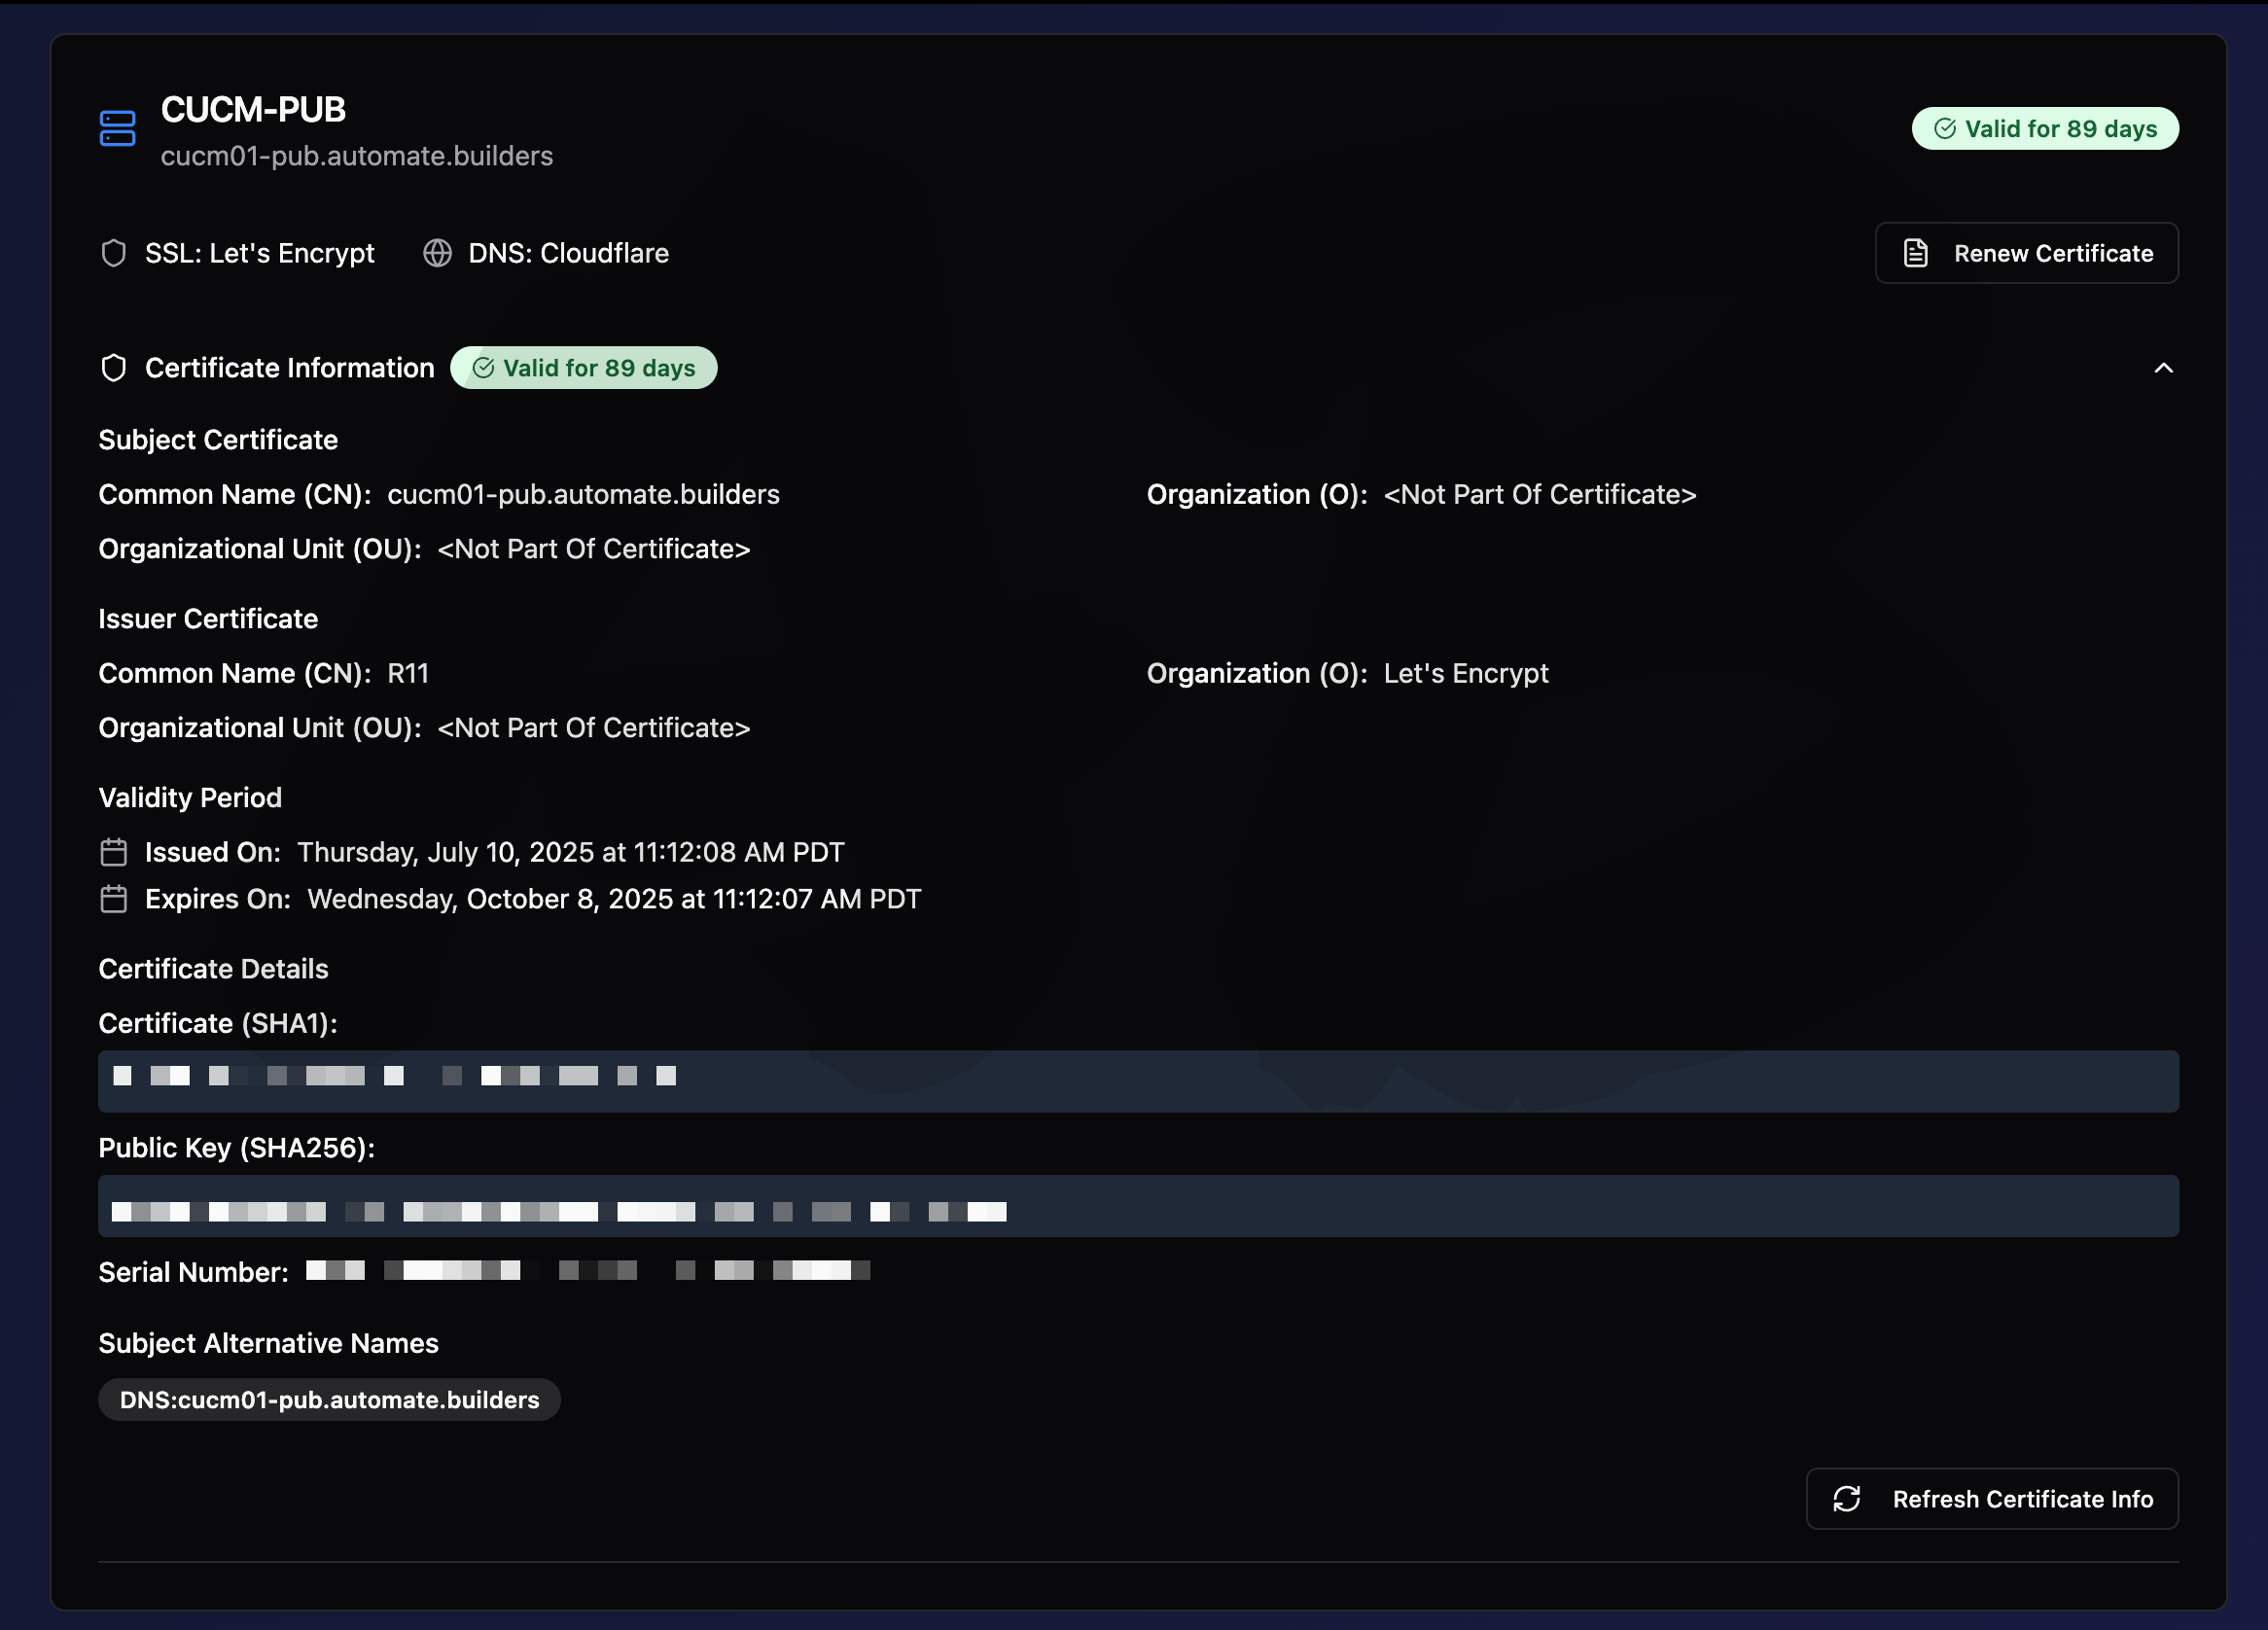 CUCM-PUB
cucm01-pub.automate.builders
Valid for 89 days
SSL: Let's Encrypt
DNS: Cloudflare
Renew Certificate
Certificate Information
Valid for 89 days
Subject Certificate
Common Name (CN): cucm01-pub.automate.builders
Organization (O): <Not Part Of Certificate>
Organizational Unit (OU): <Not Part Of Certificate>
Issuer Certificate
Common Name (CN): R11
Organization (O): Let's Encrypt
Organizational Unit (OU): <Not Part Of Certificate>
Validity Period
Issued On: Thursday, July 10, 2025 at 11:12:08 AM PDT
Expires On: Wednesday, October 8, 2025 at 11:12:07 AM PDT
Certificate Details
Certificate (SHA1):
Public Key (SHA256):
Serial Number:
Subject Alternative Names
DNS:cucm01-pub.automate.builders
Refresh Certificate Info